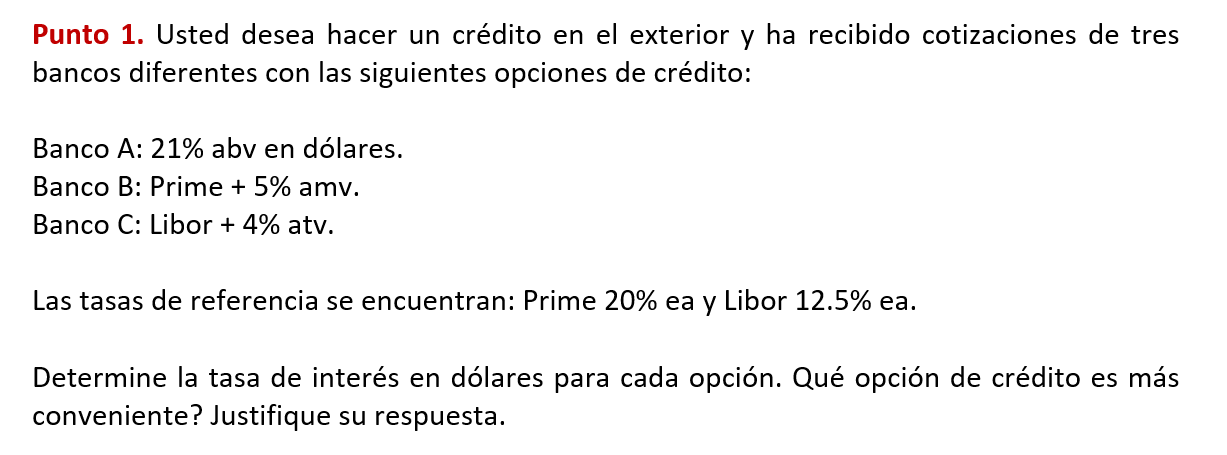 Punto 1. Usted desea hacer un crédito en el exterior y ha recibido cotizaciones de tres
bancos diferentes con las siguientes opciones de crédito:
Banco A: 21% abv en dólares.
Banco B: Prime + 5% amv.
Banco C: Libor + 4% atv.
Las tasas de referencia se encuentran: Prime 20% ea y Libor 12.5% ea.
Determine la tasa de interés en dólares para cada opción. Qué opción de crédito es más
conveniente? Justifique su respuesta.